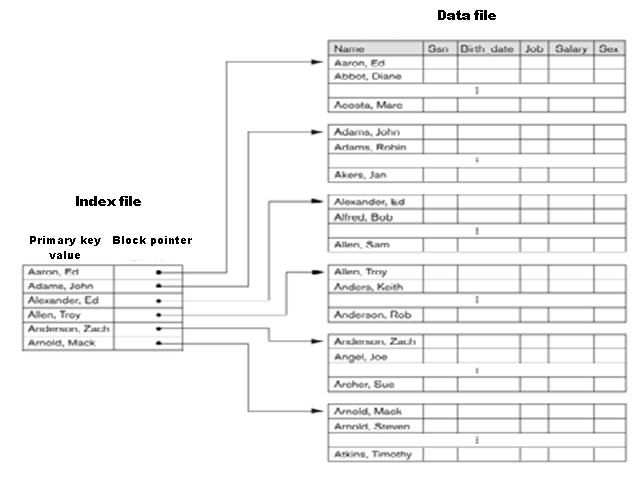 Data file
Name Ssn Birth_date Job Salary Sex
Aaron, Ed
Abbot, Diane
Acosta, Marc
Adams, John
Adams, Robin
Akers, Jan
Index file
Primary key value Block pointer
Aaron, Ed
Adams, John
Alexander, Ed
Allen, Troy
Anderson, Zach
Arnold, Mack
Alexander, Ed
Alfred, Bob
Allen, Sam
Allen, Troy
Anders, Keith
Anderson, Rob
Anderson, Zach
Angel, Joe
Archer, Sue
Arnold, Mack
Arnold, Steven
Atkins, Timothy